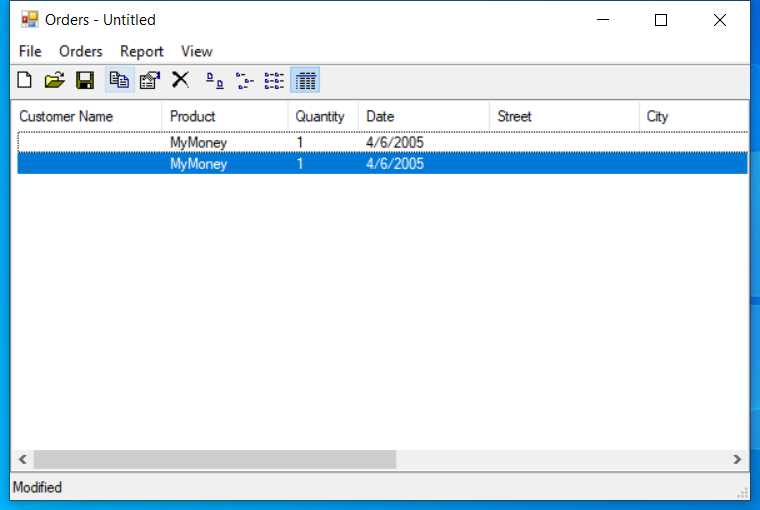 Orders - Untitled
File Orders Report View
Customer Name Product Quantity Date Street City
MyMoney 1 4/6/2005
MyMoney 1 4/6/2005
Modified